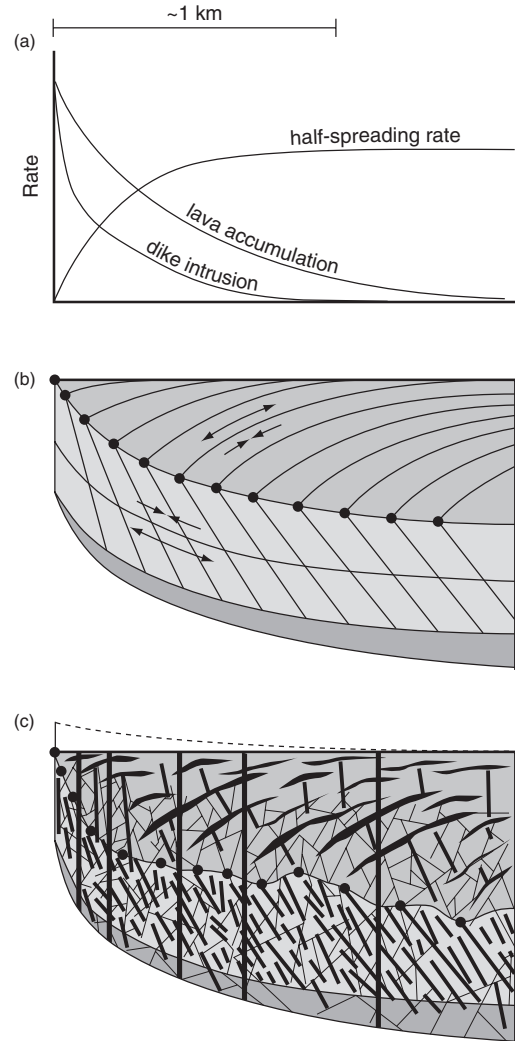 ~1 km
(a)
Rate
half-spreading rate
lava accumulation
dike intrusion
(b)
(c)